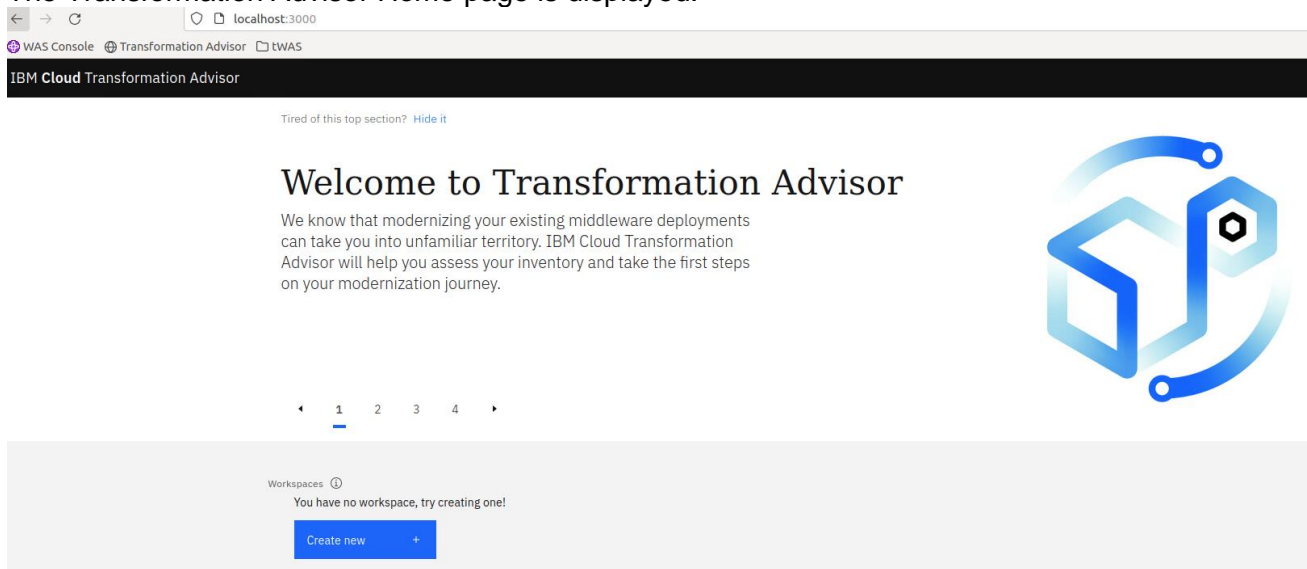 The Transformation Advisor Home page is displayed.
localhost:3000
WAS Console Transformation Advisor tWAS
IBM Cloud Transformation Advisor
Tired of this top section? Hide it
Welcome to Transformation Advisor
We know that modernizing your existing middleware deployments
can take you into unfamiliar territory. IBM Cloud Transformation
Advisor will help you assess your inventory and take the first steps
on your modernization journey.
1 2 3 4
Workspaces
You have no workspace, try creating one!
Create new +